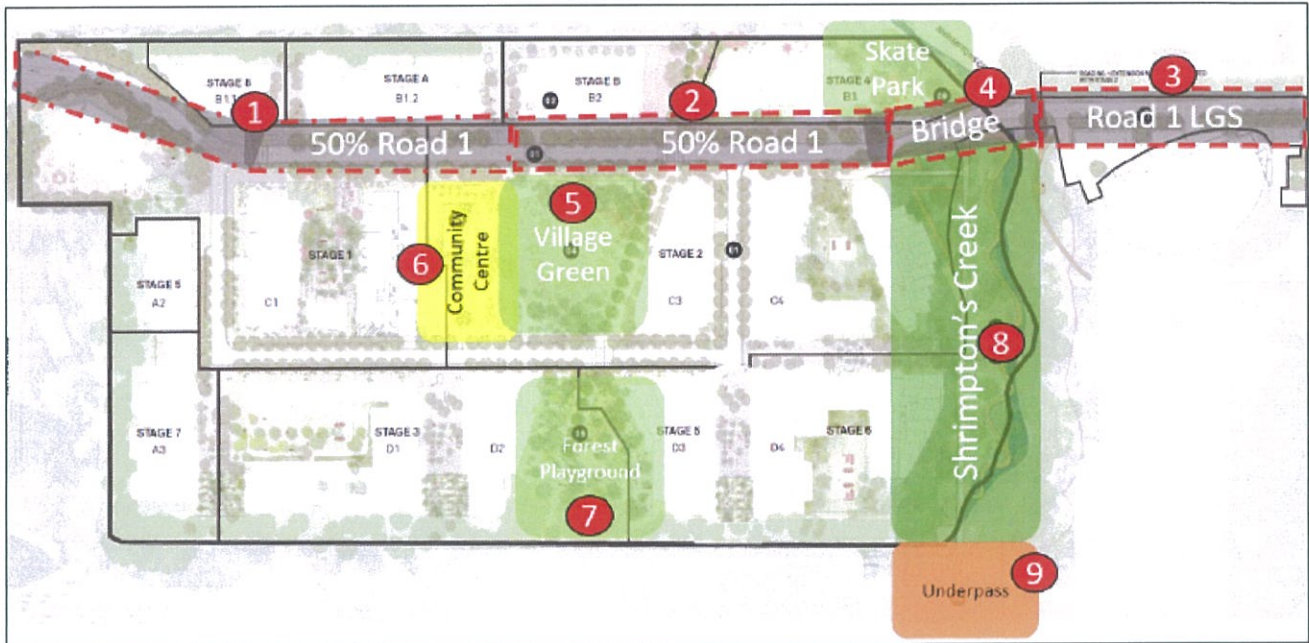 Skate
Park
STAGE 8
B1.1
STAGE A
B1.2
STAGE B
B2
STAGE 4
B1
1
2
3
4
50% Road 1
50% Road 1
Bridge
Road 1 LGS
5
Village
Green
6
Community
Centre
STAGE 1
C1
STAGE 2
C3
C4
STAGE 5
A2
Shrimpton's Creek
8
STAGE 7
A3
STAGE 3
D1
D2
Forest
Playground
7
STAGE 5
D3
D4
STAGE 6
Underpass
9